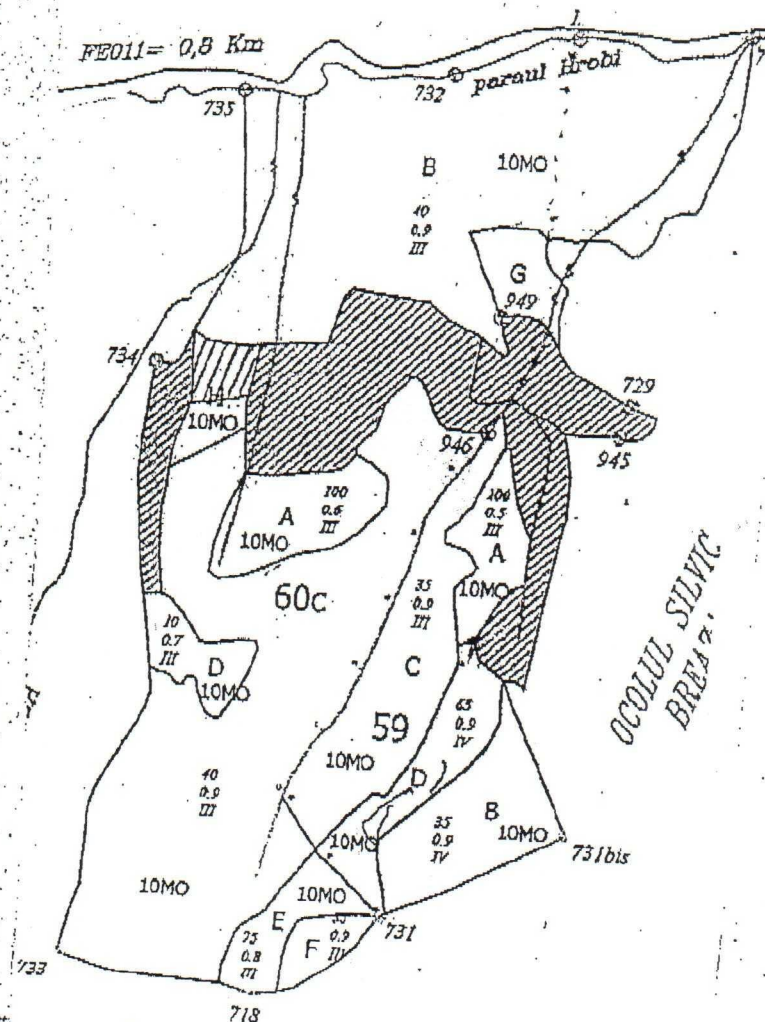 FE011= 0,8 Km
1
735
732
paraul Hrobi
B
10MO
40
0.9
III
G
949
734
10MO
729
946
945
A
100
0.6
III
10MO
100
0.5
III
A
10MO
60c
35
0.9
III
C
59
10MO
10
0.7
III
D
10MO
65
0.9
IV
D
OCOLUL SILVIC
40
0.9
III
10MO
10MO
35
0.9
IV
B
10MO
731bis
10MO
E
75
0.8
III
F
0.9
III
731
733
718